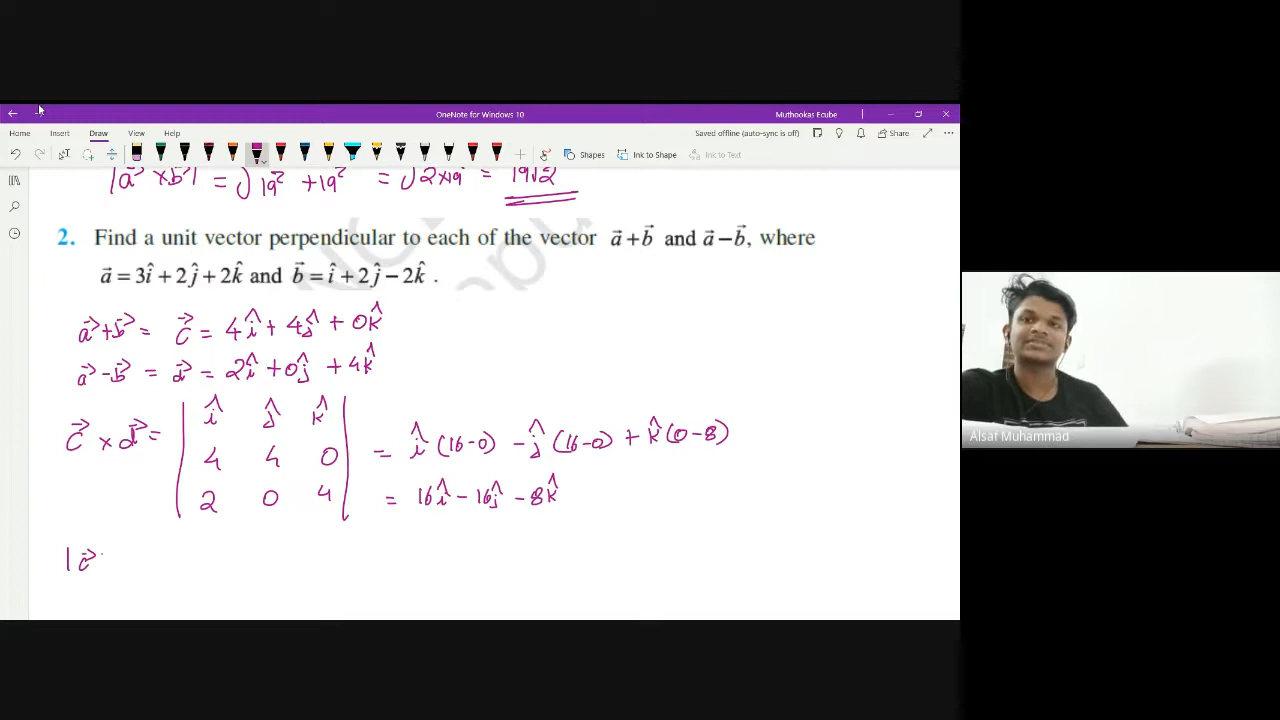 OneNote for Windows 10
Muthookas Ecube
Home Insert Draw View Help
Saved offline (auto-sync is off)
Share
Shapes
Ink to Shape
Ink to Text
|a⃗ × b⃗| = √19² + 19² = √2×19² = 19√2
2. Find a unit vector perpendicular to each of the vector a⃗ + b⃗ and a⃗ − b⃗, where
a⃗ = 3î + 2ĵ + 2k̂ and b⃗ = î + 2ĵ − 2k̂ .
a⃗ + b⃗ = c⃗ = 4î + 4ĵ + 0k̂
a⃗ − b⃗ = d⃗ = 2î + 0ĵ + 4k̂
c⃗ × d⃗ = | î ĵ k̂ | = î (16−0) − ĵ (16−0) + k̂ (0−8)
4 4 0
2 0 4 = 16î − 16ĵ − 8k̂
| c⃗
Alsaf Muhammad